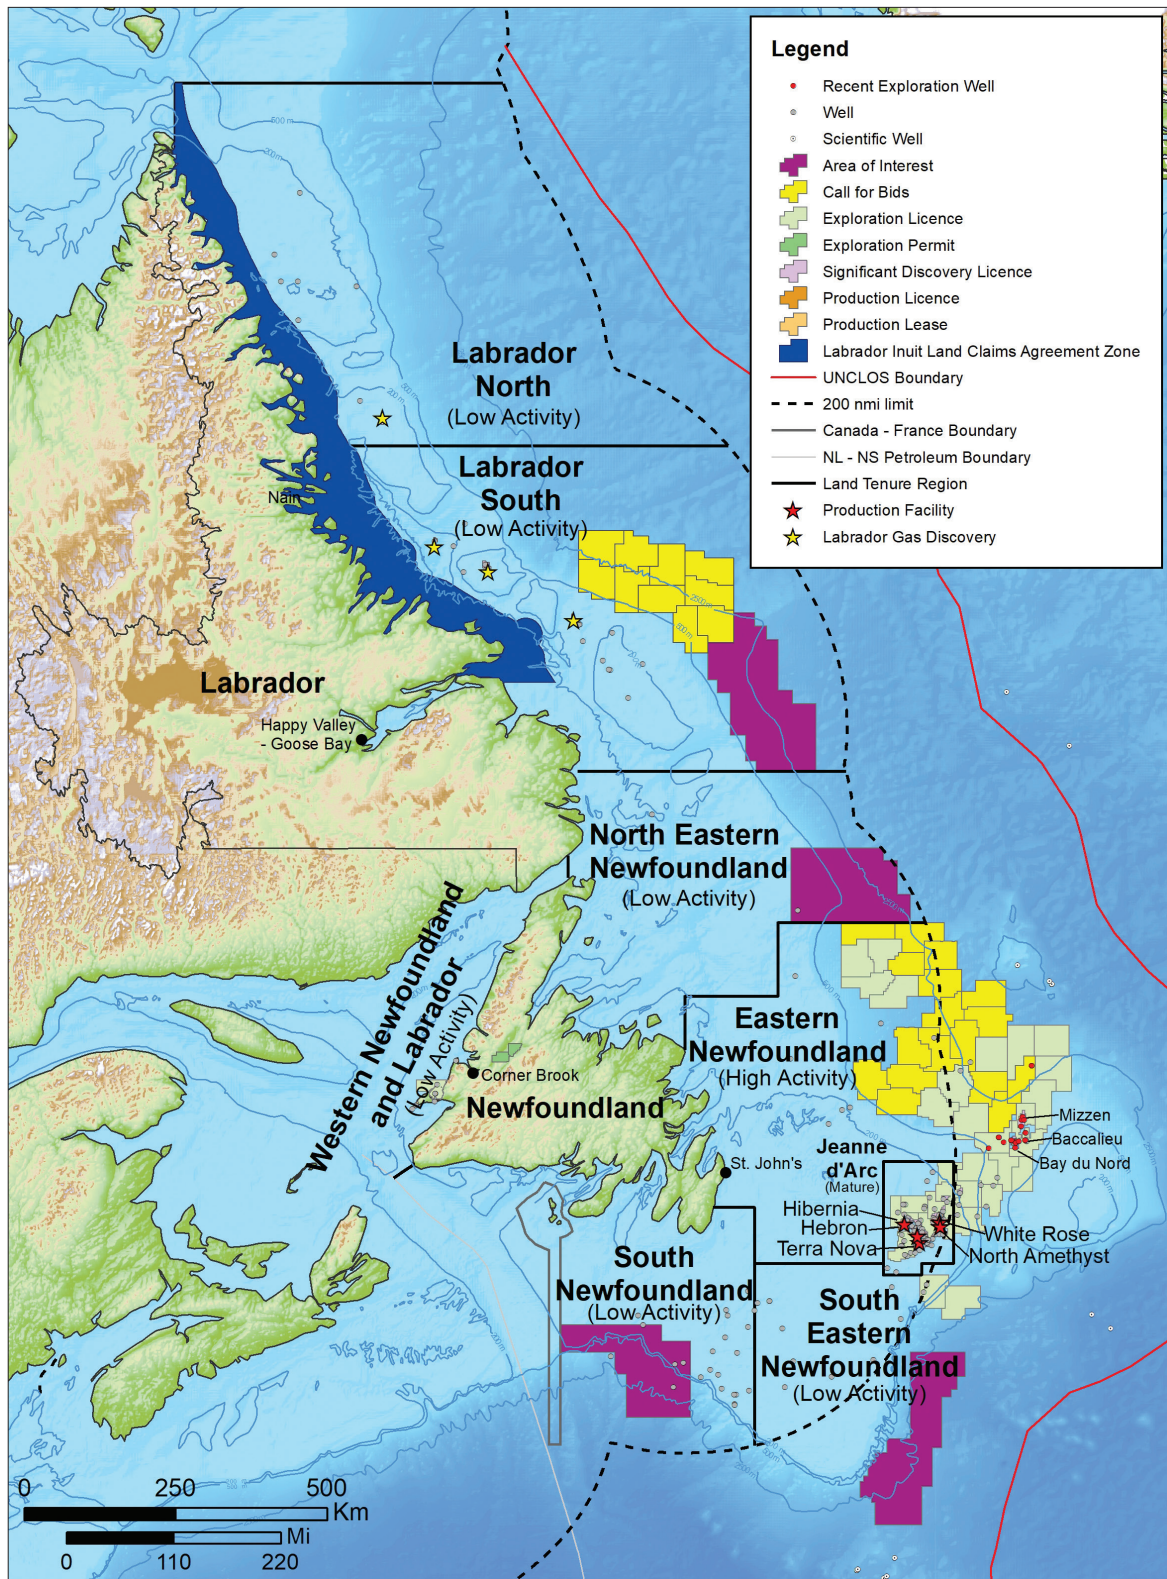 Legend
Recent Exploration Well
Well
Scientific Well
Area of Interest
Call for Bids
Exploration Licence
Exploration Permit
Significant Discovery Licence
Production Licence
Production Lease
Labrador Inuit Land Claims Agreement Zone
UNCLOS Boundary
200 nmi limit
Canada - France Boundary
NL - NS Petroleum Boundary
Land Tenure Region
Production Facility
Labrador Gas Discovery
Labrador
North
(Low Activity)
Labrador
South
(Low Activity)
Nain
Labrador
Happy Valley
- Goose Bay
North Eastern
Newfoundland
(Low Activity)
Western Newfoundland
and Labrador
(Low Activity)
Eastern
Newfoundland
(High Activity)
Corner Brook
Newfoundland
Mizzen
Baccalieu
Bay du Nord
St. John's
Jeanne
d'Arc
(Mature)
Hibernia
Hebron
Terra Nova
White Rose
North Amethyst
South
Newfoundland
(Low Activity)
South
Eastern
Newfoundland
(Low Activity)
0 250 500
Km
Mi
0 110 220